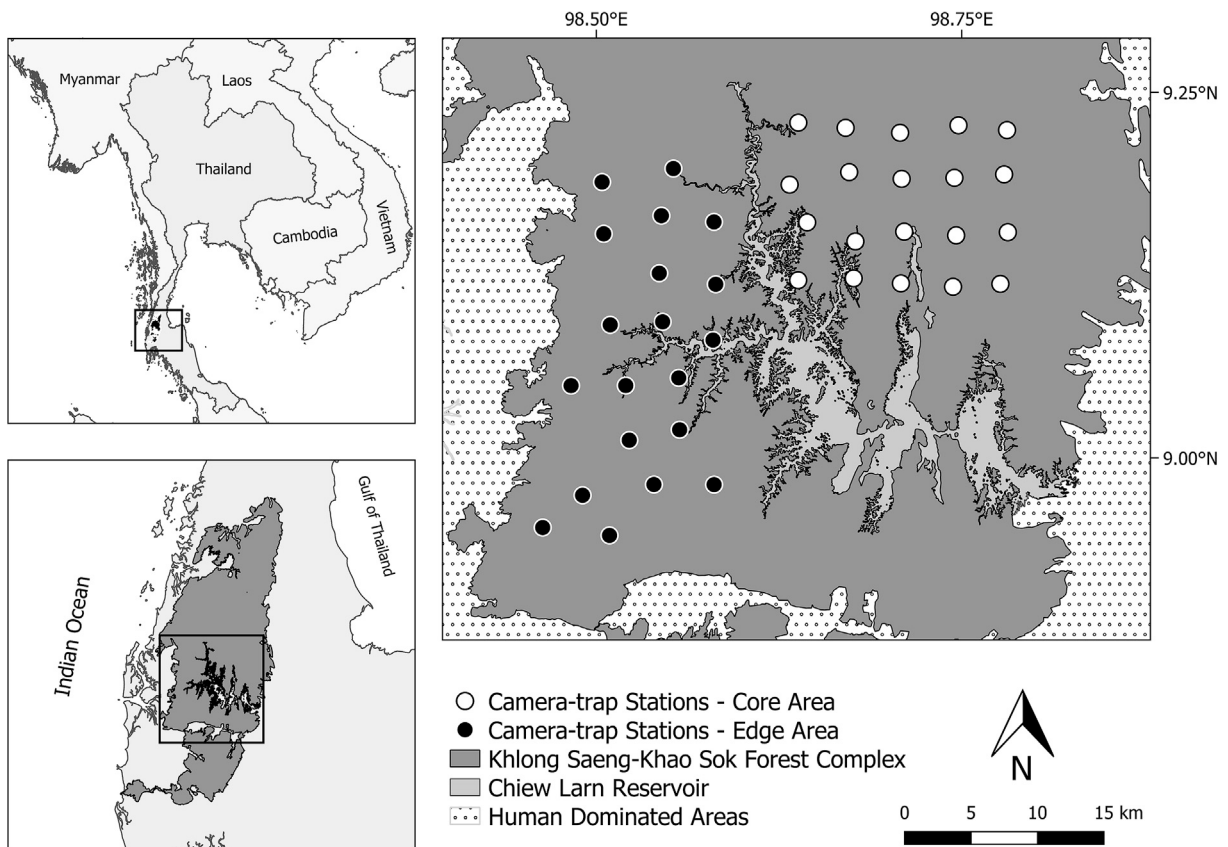 98.50°E
98.75°E
Myanmar
Laos
Thailand
Cambodia
Vietnam
9.25°N
9.00°N
Gulf of Thailand
Indian Ocean
Camera-trap Stations - Core Area
Camera-trap Stations - Edge Area
Khlong Saeng-Khao Sok Forest Complex
Chiew Larn Reservoir
Human Dominated Areas
N
0 5 10 15 km